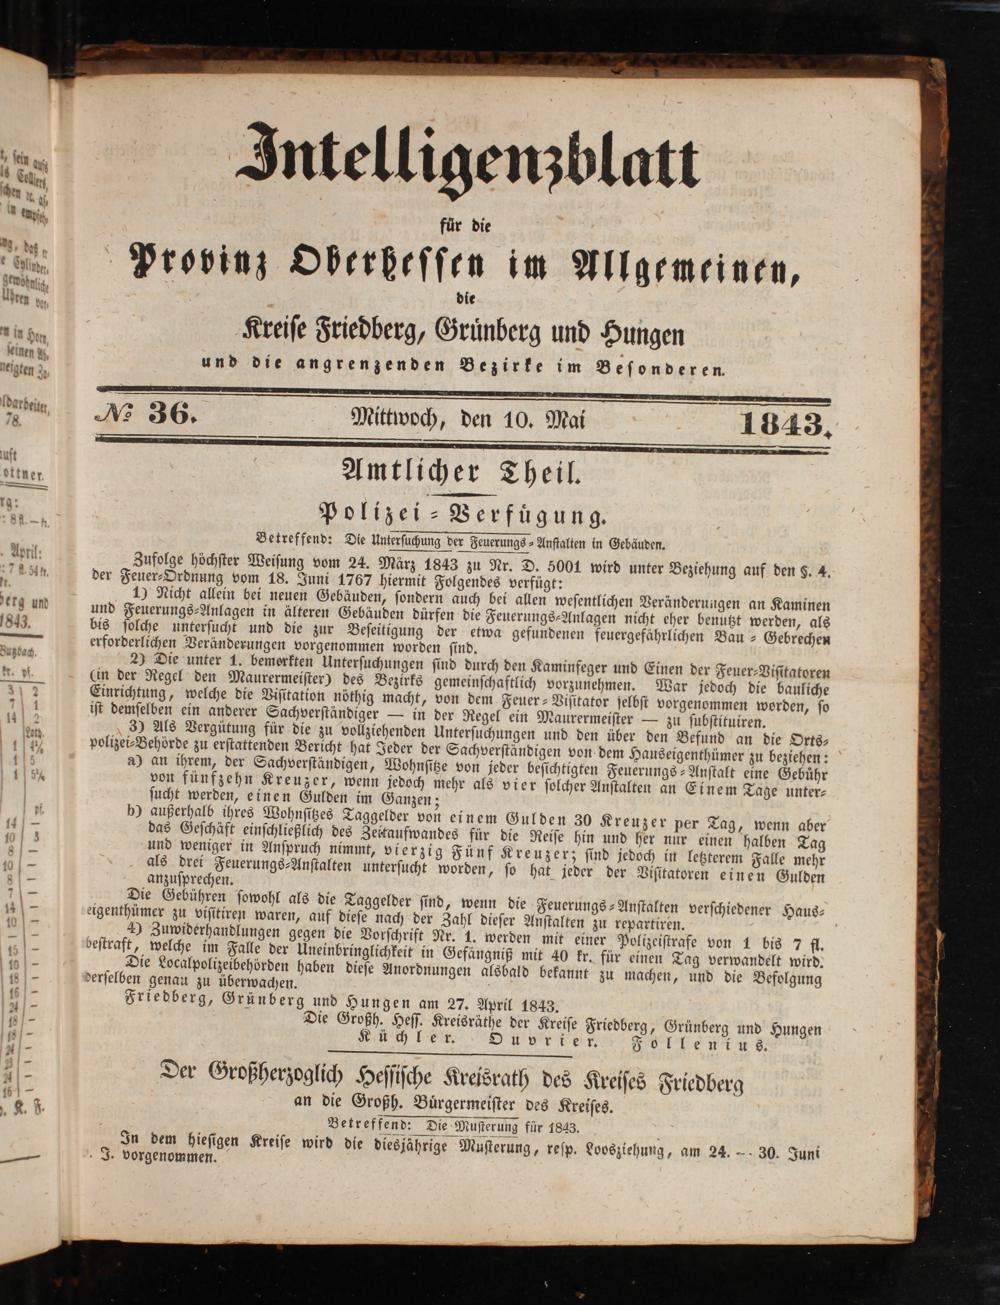 Intelligenzblatt
für die
Provinz Oberhessen im Allgemeinen,
die
Kreise Friedberg, Grünberg und Hungen
und die angrenzenden Bezirke im Besonderen.
№ 36. Mittwoch, den 10. Mai 1843.
Amtlicher Theil.
Polizei-Verfügung.
Betreffend: Die Untersuchung der Feuerungs-Anstalten in Gebäuden.
Zufolge höchster Weisung vom 24. März 1843 zu Nr. D. 5001 wird unter Beziehung auf den §. 4.
der Feuer-Ordnung vom 18. Juni 1767 hiermit Folgendes verfügt:
1) Nicht allein bei neuen Gebäuden, sondern auch bei allen wesentlichen Veränderungen an Kaminen
und Feuerungs-Anlagen in älteren Gebäuden dürfen die Feuerungs-Anlagen nicht eher benutzt werden, als
bis solche untersucht und die zur Beseitigung der etwa gefundenen feuergefährlichen Bau-Gebrechen
erforderlichen Veränderungen vorgenommen worden sind.
2) Die unter 1. bemerkten Untersuchungen sind durch den Kaminfeger und Einen der Feuer-Visitatoren
(in der Regel den Maurermeister) des Bezirks gemeinschaftlich vorzunehmen. War jedoch die bauliche
Einrichtung, welche die Visitation nöthig macht, von dem Feuer-Visitator selbst vorgenommen worden, so
ist demselben ein anderer Sachverständiger — in der Regel ein Maurermeister — zu substituiren.
3) Als Vergütung für die zu vollziehenden Untersuchungen und den über den Befund an die Orts-
polizei-Behörde zu erstattenden Bericht hat Jeder der Sachverständigen von dem Hauseigenthümer zu beziehen:
a) an ihrem, der Sachverständigen, Wohnsitze von jeder besichtigten Feuerungs-Anstalt eine Gebühr
von fünfzehn Kreuzer, wenn jedoch mehr als vier solcher Anstalten an Einem Tage unter-
sucht werden, einen Gulden im Ganzen;
b) außerhalb ihres Wohnsitzes Taggelder von einem Gulden 30 Kreuzer per Tag, wenn aber
das Geschäft einschließlich des Zeitaufwandes für die Reise hin und her nur einen halben Tag
und weniger in Anspruch nimmt, vierzig Fünf Kreuzer; sind jedoch in letzterem Falle mehr
als drei Feuerungs-Anstalten untersucht worden, so hat jeder der Visitatoren einen Gulden
anzusprechen.
Die Gebühren sowohl als die Taggelder sind, wenn die Feuerungs-Anstalten verschiedener Haus-
eigenthümer zu visitiren waren, auf diese nach der Zahl dieser Anstalten zu repartiren.
4) Zuwiderhandlungen gegen die Vorschrift Nr. 1. werden mit einer Polizeistrafe von 1 bis 7 fl.
bestraft, welche im Falle der Uneinbringlichkeit in Gefängniß mit 40 kr. für einen Tag verwandelt wird.
Die Localpolizeibehörden haben diese Anordnungen alsbald bekannt zu machen, und die Befolgung
derselben genau zu überwachen.
Friedberg, Grünberg und Hungen am 27. April 1843.
Die Großh. Hess. Kreisräthe der Kreise Friedberg, Grünberg und Hungen
Küchler. Ouvrier. Follenius.
Der Großherzoglich Hessische Kreisrath des Kreises Friedberg
an die Großh. Bürgermeister des Kreises.
Betreffend: Die Musterung für 1843.
In dem hiesigen Kreise wird die diesjährige Musterung, resp. Loosziehung, am 24. — 30. Juni
. J. vorgenommen.